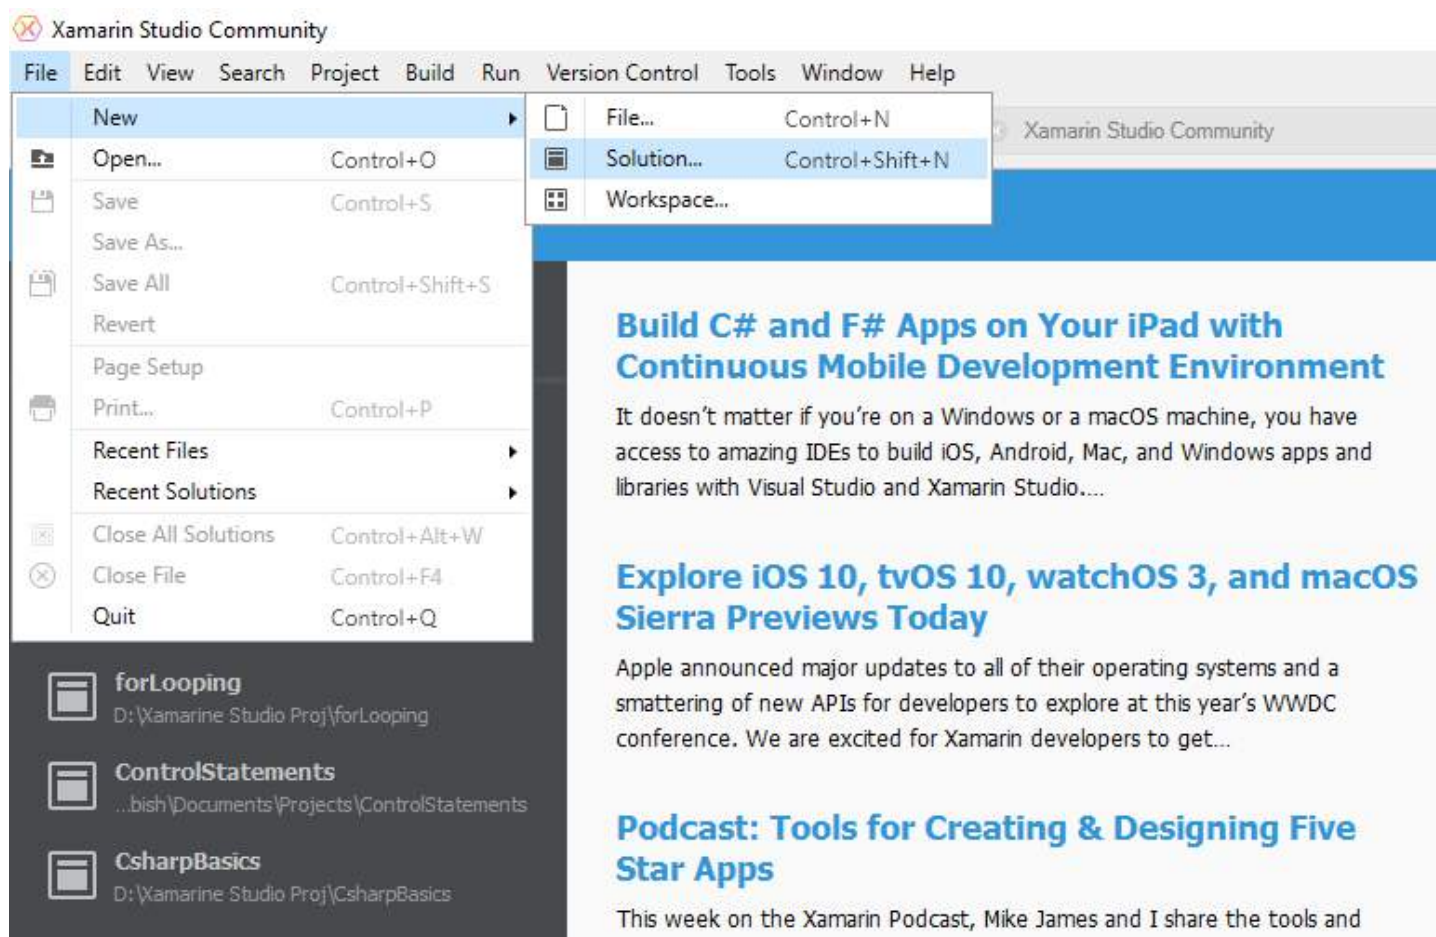 Xamarin Studio Community
File Edit View Search Project Build Run Version Control Tools Window Help
New
File... Control+N
Xamarin Studio Community
Open... Control+O
Solution... Control+Shift+N
Save Control+S
Workspace...
Save As...
Save All Control+Shift+S
Revert
Page Setup
Print... Control+P
Recent Files
Recent Solutions
Close All Solutions Control+Alt+W
Close File Control+F4
Quit Control+Q
forLooping
D:\Xamarine Studio Proj\forLooping
ControlStatements
...bish\Documents\Projects\ControlStatements
CsharpBasics
D:\Xamarine Studio Proj\CsharpBasics
Build C# and F# Apps on Your iPad with
Continuous Mobile Development Environment
It doesn't matter if you're on a Windows or a macOS machine, you have
access to amazing IDEs to build iOS, Android, Mac, and Windows apps and
libraries with Visual Studio and Xamarin Studio....
Explore iOS 10, tvOS 10, watchOS 3, and macOS
Sierra Previews Today
Apple announced major updates to all of their operating systems and a
smattering of new APIs for developers to explore at this year's WWDC
conference. We are excited for Xamarin developers to get...
Podcast: Tools for Creating & Designing Five
Star Apps
This week on the Xamarin Podcast, Mike James and I share the tools and